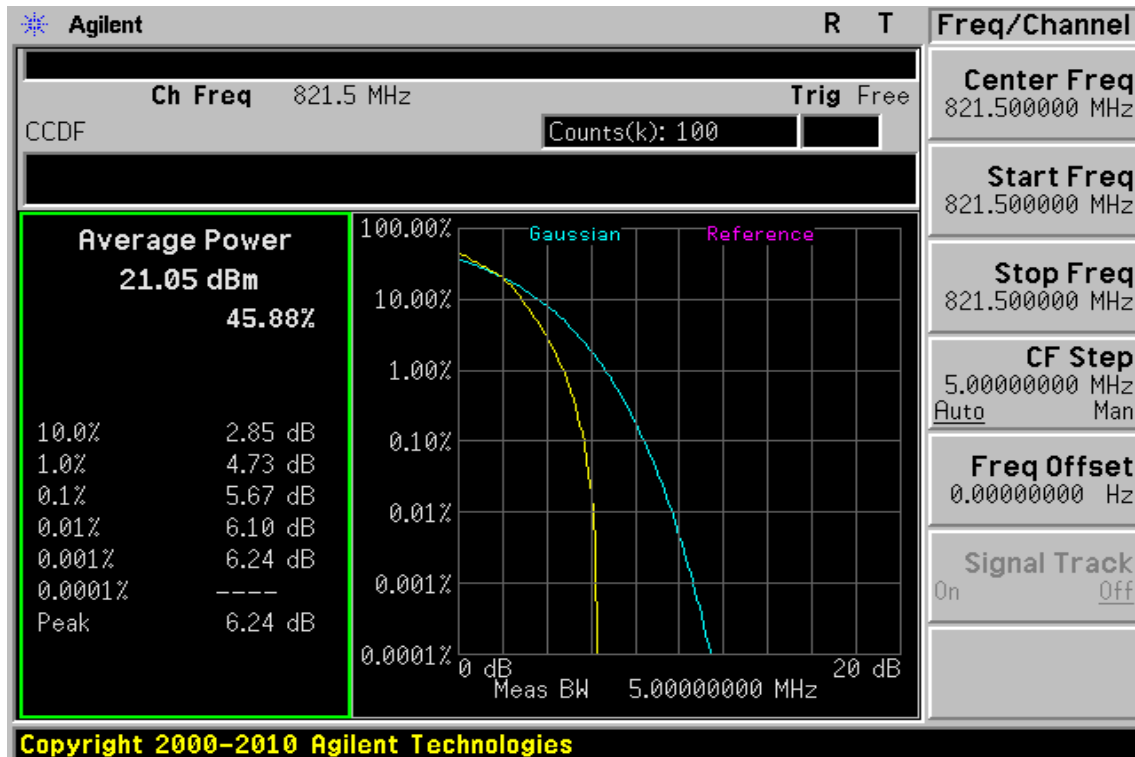 Agilent R T Freq/Channel
Ch Freq 821.5 MHz Trig Free
CCDF Counts(k): 100
Center Freq
821.500000 MHz
Start Freq
821.500000 MHz
Stop Freq
821.500000 MHz
CF Step
5.00000000 MHz
Auto Man
Freq Offset
0.00000000 Hz
Signal Track
On Off
Average Power
21.05 dBm
45.88%
10.0% 2.85 dB
1.0% 4.73 dB
0.1% 5.67 dB
0.01% 6.10 dB
0.001% 6.24 dB
0.0001% ----
Peak 6.24 dB
Gaussian Reference
100.00%
10.00%
1.00%
0.10%
0.01%
0.001%
0.0001%
0 dB 20 dB
Meas BW 5.00000000 MHz
Copyright 2000-2010 Agilent Technologies